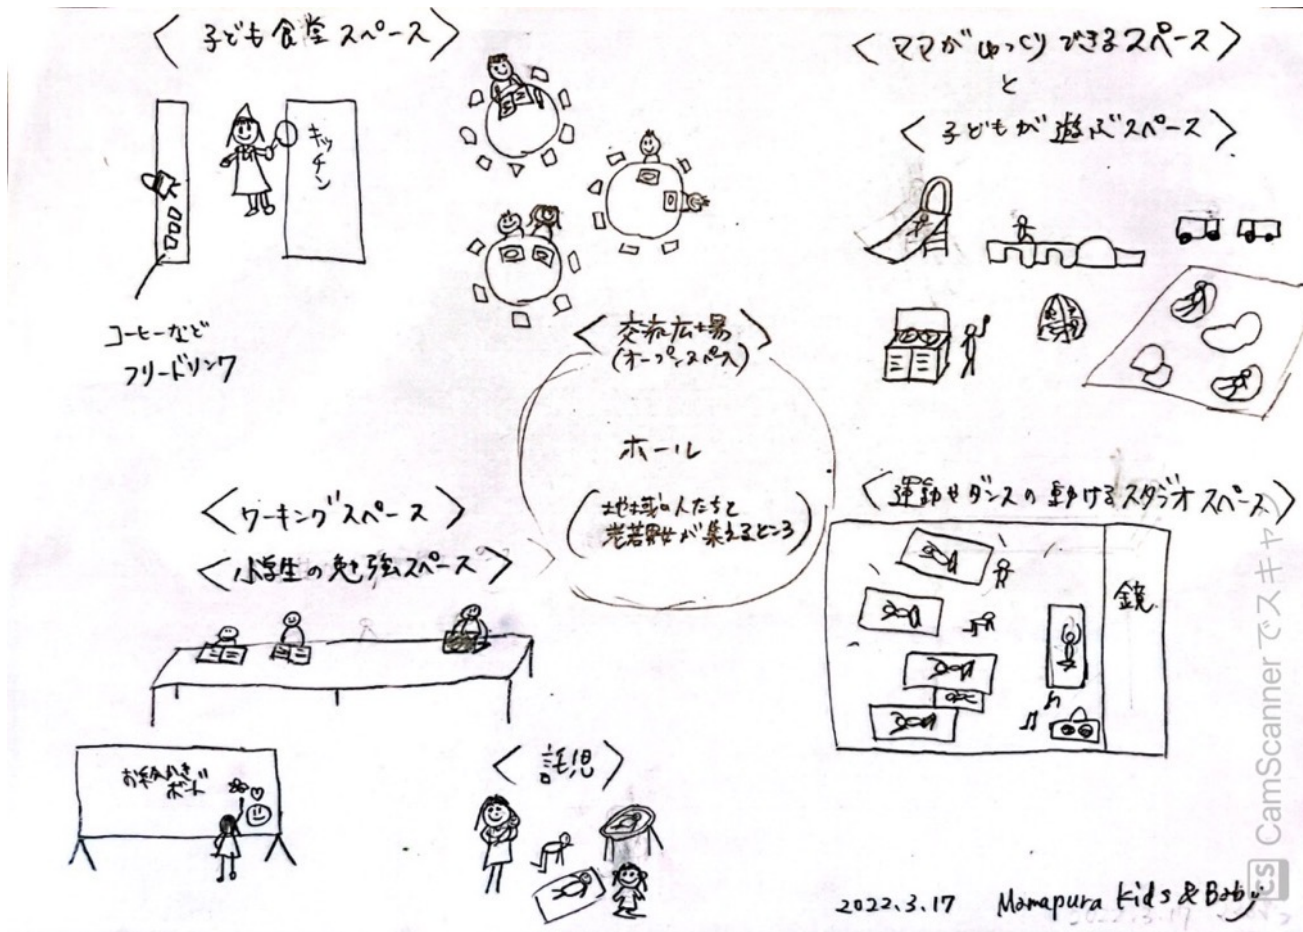 <子ども食堂スペース>
キッチン
コーヒーなど
フリードリンク
<ママがゆっくりできるスペース>
と
<子どもが遊ぶスペース>
<交流広場
(オープンスペース)>
ホール
(地域の人たちと
老若男女が集えるところ)
<ワーキングスペース>
<小学生の勉強スペース>
<運動やダンスの動けるスタジオスペース>
鏡
お絵かき
ボード
<託児>
2022.3.17 Mamapura Kids & Baby
CS CamScannerでスキャン